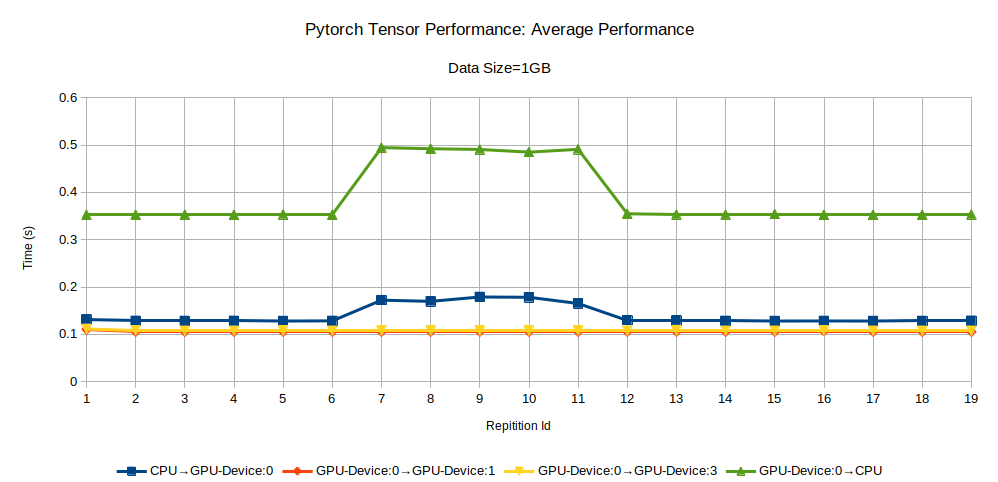 Pytorch Tensor Performance: Average Performance
Data Size=1GB
0.6
0.5
0.4
0.3
0.2
0.1
0
Time (s)
1 2 3 4 5 6 7 8 9 10 11 12 13 14 15 16 17 18 19
Repitition Id
CPU→GPU-Device:0 GPU-Device:0→GPU-Device:1 GPU-Device:0→GPU-Device:3 GPU-Device:0→CPU